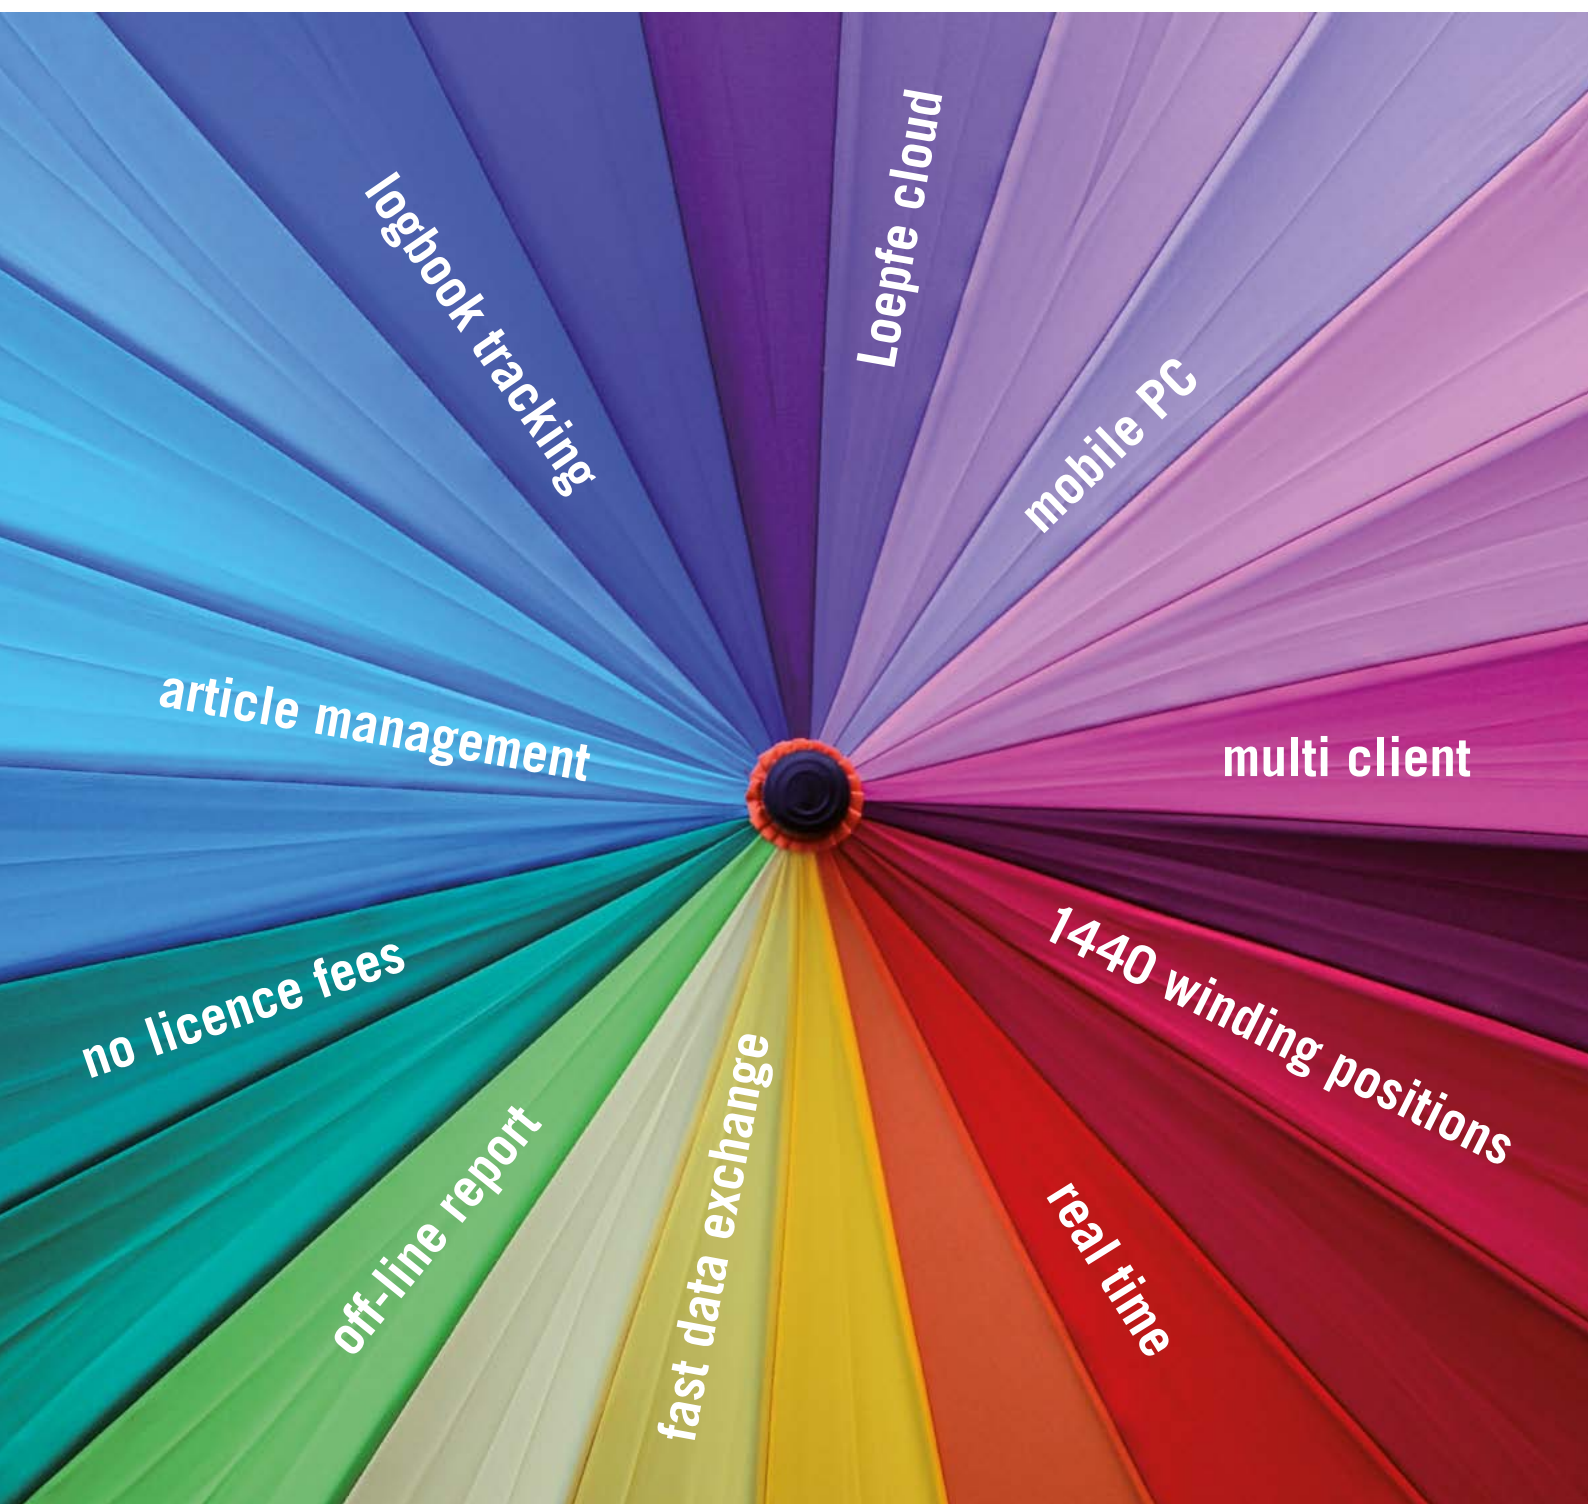 Loepfe cloud
mobile PC
multi client
1440 winding positions
real time
fast data exchange
off-line report
no licence fees
article management
logbook tracking